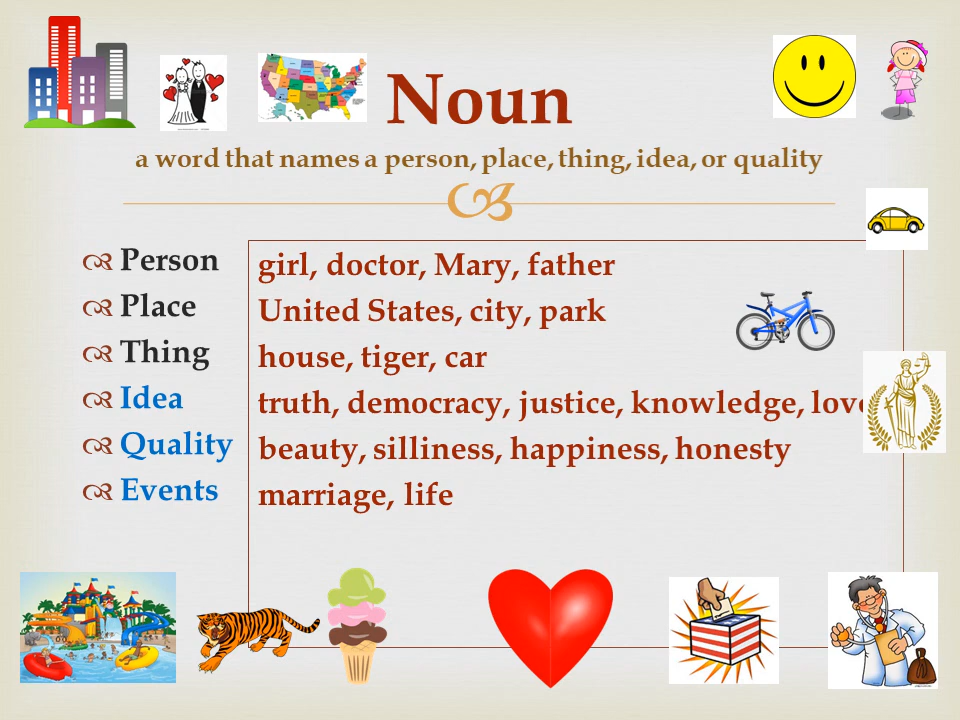 Noun
a word that names a person, place, thing, idea, or quality
Person
Place
Thing
Idea
Quality
Events
girl, doctor, Mary, father
United States, city, park
house, tiger, car
truth, democracy, justice, knowledge, love
beauty, silliness, happiness, honesty
marriage, life